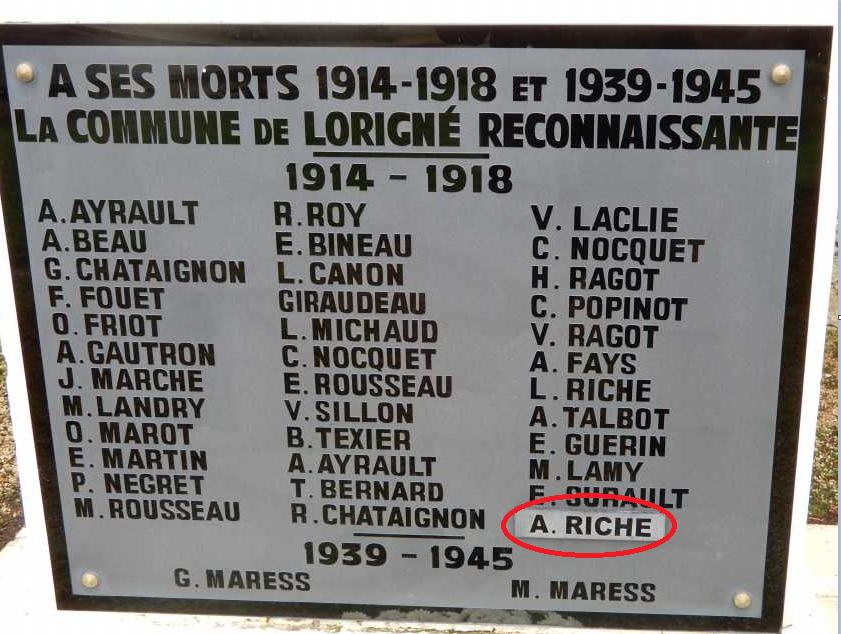 A SES MORTS 1914-1918 ET 1939-1945
LA COMMUNE DE LORIGNÉ RECONNAISSANTE
1914 - 1918
A. AYRAULT
A. BEAU
G. CHATAIGNON
F. FOUET
O. FRIOT
A. GAUTRON
J. MARCHE
M. LANDRY
O. MAROT
E. MARTIN
P. NEGRET
M. ROUSSEAU
R. ROY
E. BINEAU
L. CANON
GIRAUDEAU
L. MICHAUD
C. NOCQUET
E. ROUSSEAU
V. SILLON
B. TEXIER
A. AYRAULT
T. BERNARD
R. CHATAIGNON
V. LACLIE
C. NOCQUET
H. RAGOT
C. POPINOT
V. RAGOT
A. FAYS
L. RICHE
A. TALBOT
E. GUERIN
M. LAMY
E. SURAULT
A. RICHE
1939 - 1945
G. MARESS
M. MARESS